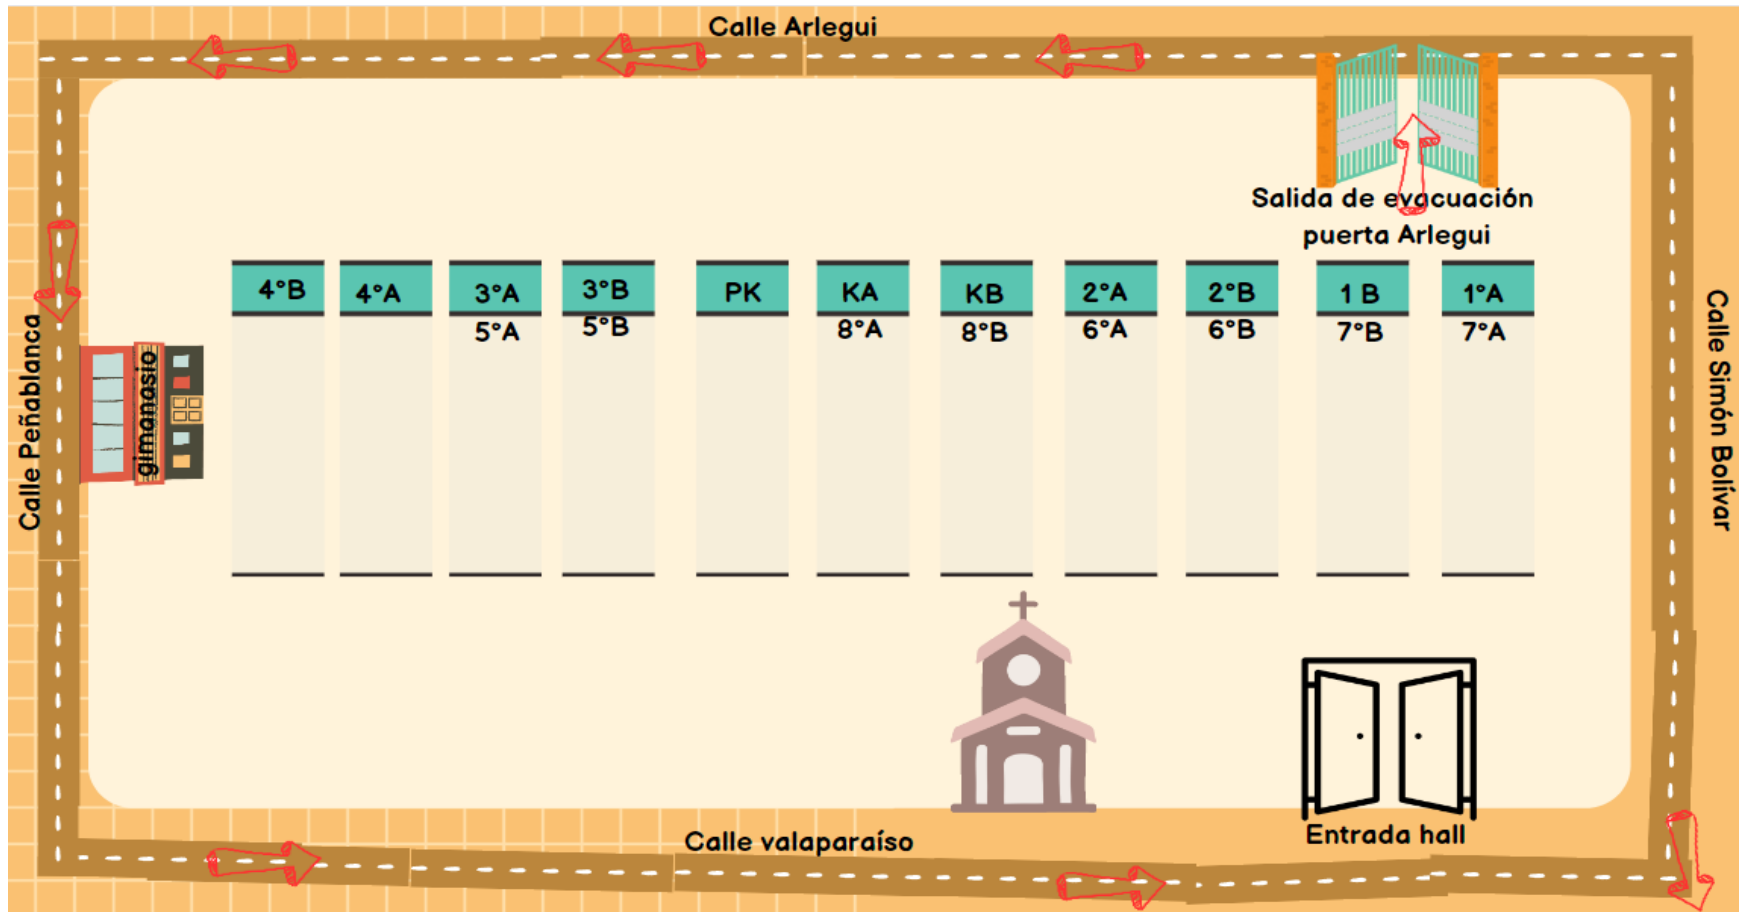 Calle Arlegui
Salida de evacuación
puerta Arlegui
4°B
4°A
3°A
3°B
PK
KA
KB
2°A
2°B
1 B
1°A
5°A
5°B
8°A
8°B
6°A
6°B
7°B
7°A
Calle Peñablanca
gimanasio
Calle Simón Bolívar
Calle valaparaíso
Entrada hall